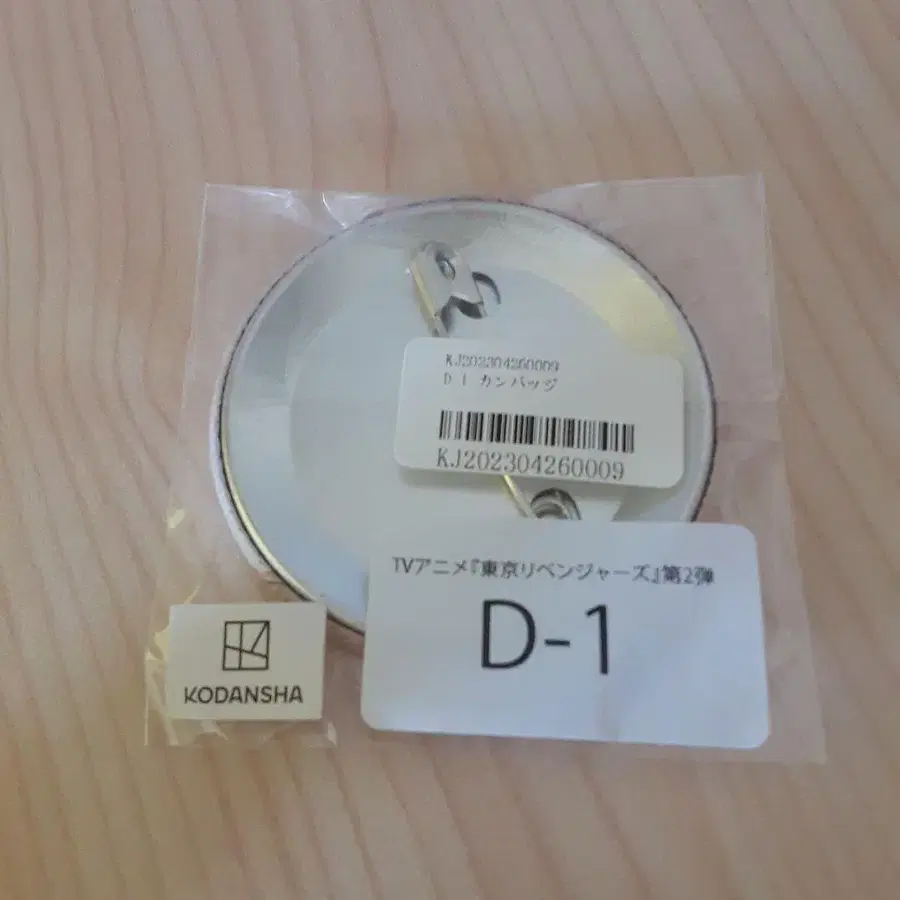 KJ202304260009
D 1 カンバッジ
KJ202304260009
TVアニメ『東京リベンジャーズ』第2弾
D-1
KODANSHA